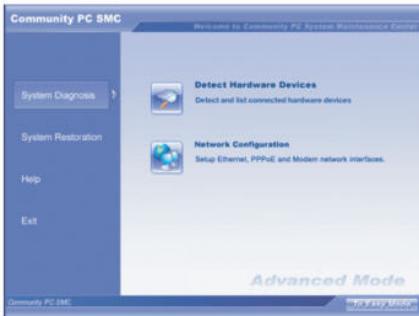 Community PC SMC
Welcome to Community PC System Maintenance Center
System Diagnosis
Detect Hardware Devices
Detect and list connected hardware devices
System Restoration
Network Configuration
Setup Ethernet, PPPoE and Modem network interfaces.
Help
Exit
Advanced Mode
Community PC SMC
To Easy Mode